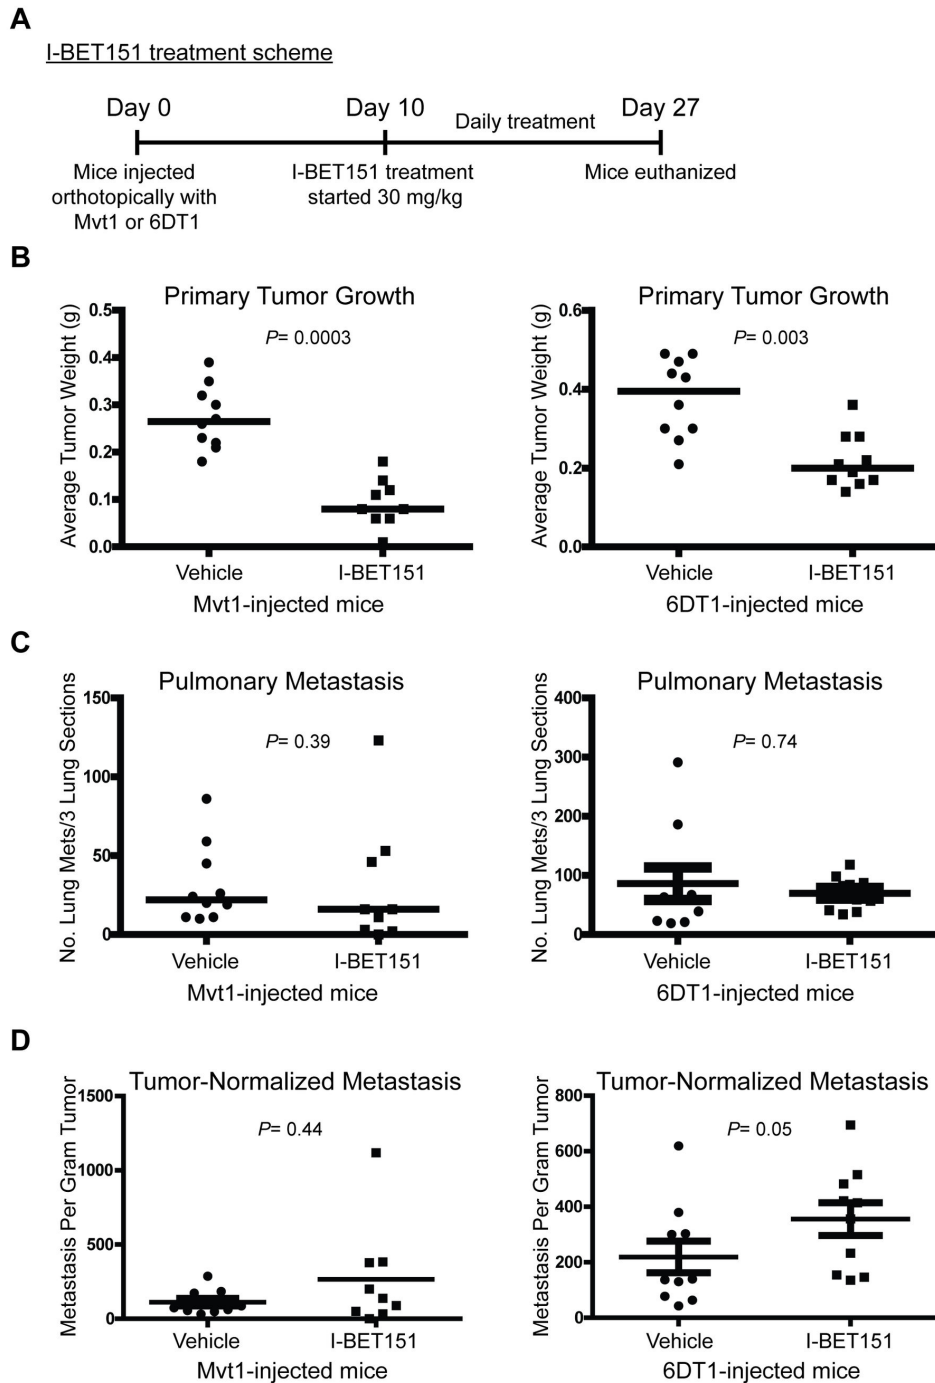 A
I-BET151 treatment scheme
Day 0
Day 10
Daily treatment
Day 27
Mice injected
orthotopically with
Mvt1 or 6DT1
I-BET151 treatment
started 30 mg/kg
Mice euthanized
B
Primary Tumor Growth
P= 0.0003
Average Tumor Weight (g)
0.5
0.4
0.3
0.2
0.1
0.0
Vehicle
I-BET151
Mvt1-injected mice
Primary Tumor Growth
P= 0.003
Average Tumor Weight (g)
0.6
0.4
0.2
0.0
Vehicle
I-BET151
6DT1-injected mice
C
Pulmonary Metastasis
P= 0.39
No. Lung Mets/3 Lung Sections
150
100
50
0
Vehicle
I-BET151
Mvt1-injected mice
Pulmonary Metastasis
P= 0.74
No. Lung Mets/3 Lung Sections
400
300
200
100
0
Vehicle
I-BET151
6DT1-injected mice
D
Tumor-Normalized Metastasis
P= 0.44
Metastasis Per Gram Tumor
1500
1000
500
0
Vehicle
I-BET151
Mvt1-injected mice
Tumor-Normalized Metastasis
P= 0.05
Metastasis Per Gram Tumor
800
600
400
200
0
Vehicle
I-BET151
6DT1-injected mice